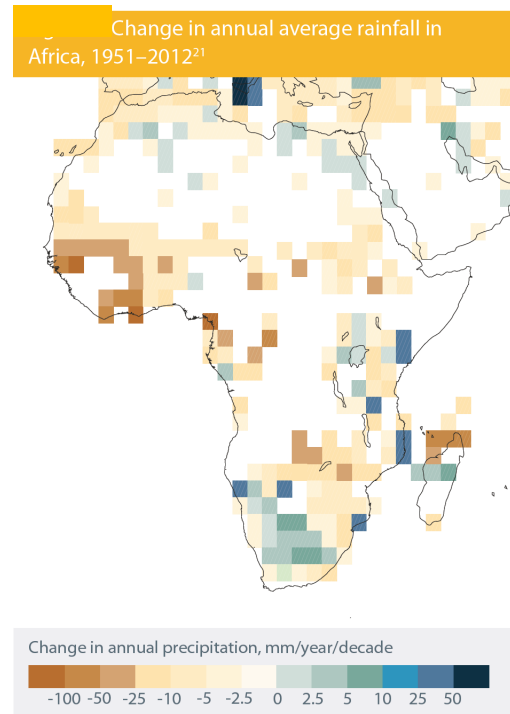 Change in annual average rainfall in
Africa, 1951–2012²¹
Change in annual precipitation, mm/year/decade
-100 -50 -25 -10 -5 -2.5 0 2.5 5 10 25 50